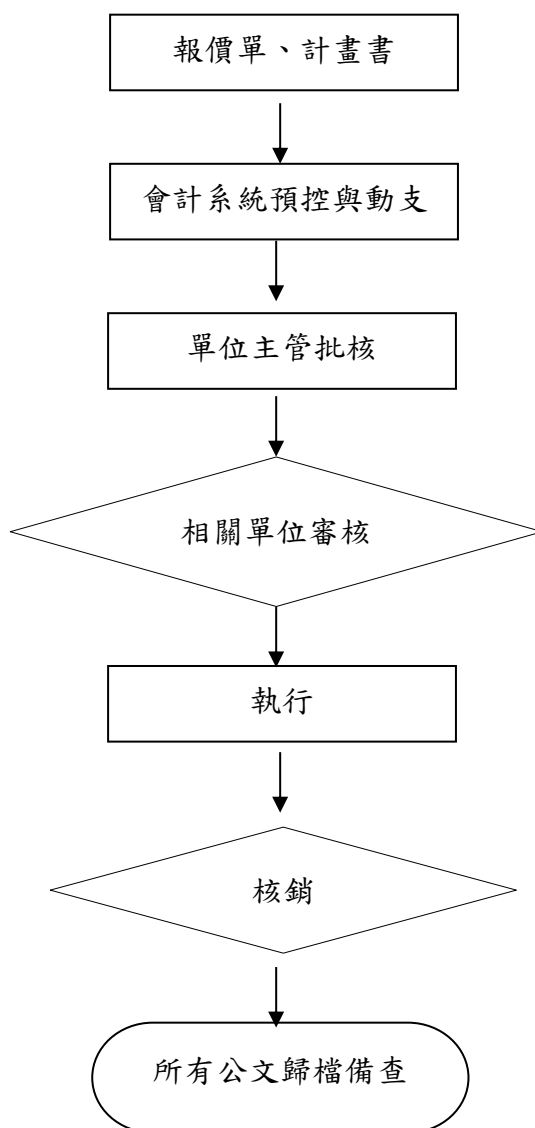 報價單、計畫書
會計系統預控與動支
單位主管批核
相關單位審核
執行
核銷
所有公文歸檔備查